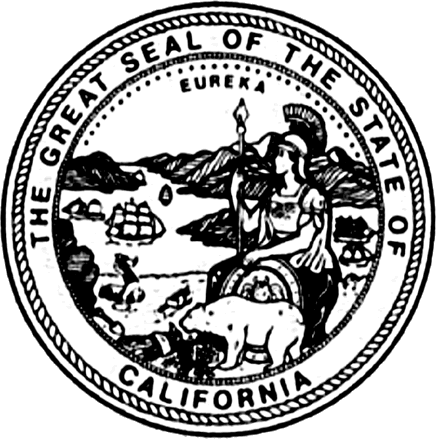 THE GREAT SEAL OF THE STATE OF
EUREKA
CALIFORNIA